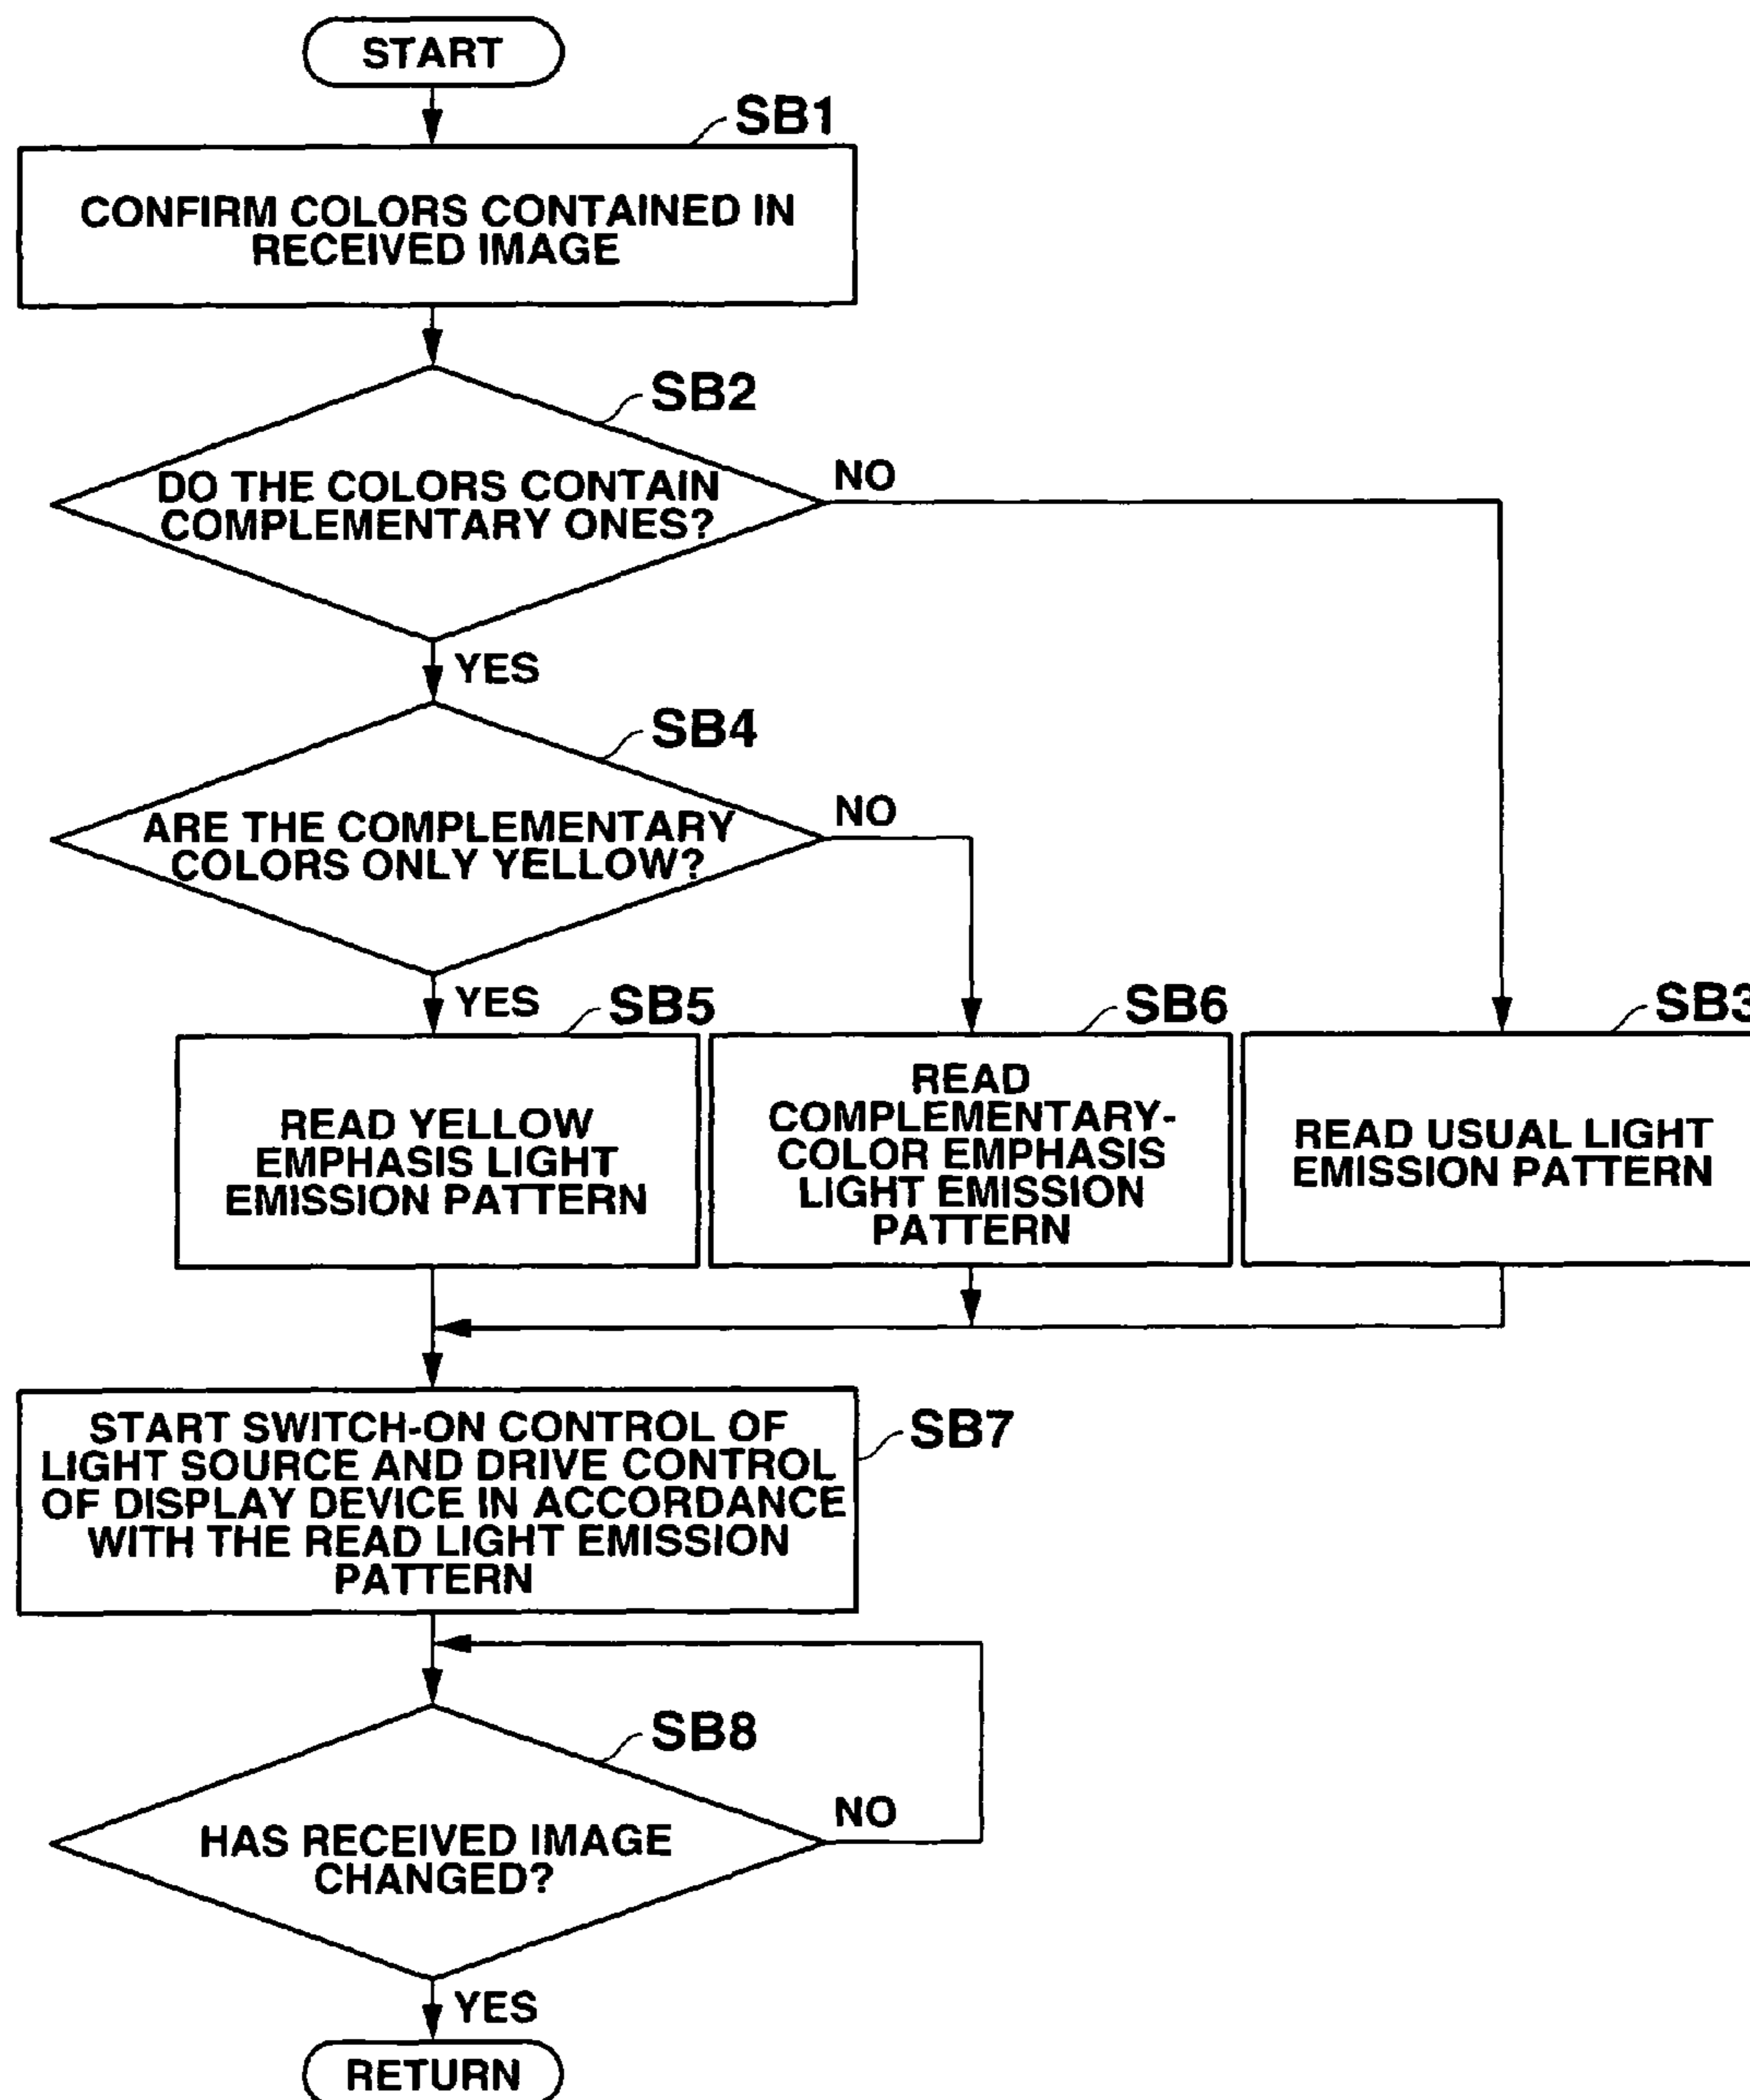 START
SB1
CONFIRM COLORS CONTAINED IN
RECEIVED IMAGE
SB2
DO THE COLORS CONTAIN
COMPLEMENTARY ONES?
NO
YES
SB4
ARE THE COMPLEMENTARY
COLORS ONLY YELLOW?
NO
YES
SB5
READ YELLOW
EMPHASIS LIGHT
EMISSION PATTERN
SB6
READ
COMPLEMENTARY-
COLOR EMPHASIS
LIGHT EMISSION
PATTERN
SB3
READ USUAL LIGHT
EMISSION PATTERN
START SWITCH-ON CONTROL OF
LIGHT SOURCE AND DRIVE CONTROL
OF DISPLAY DEVICE IN ACCORDANCE
WITH THE READ LIGHT EMISSION
PATTERN
SB7
SB8
HAS RECEIVED IMAGE
CHANGED?
NO
YES
RETURN